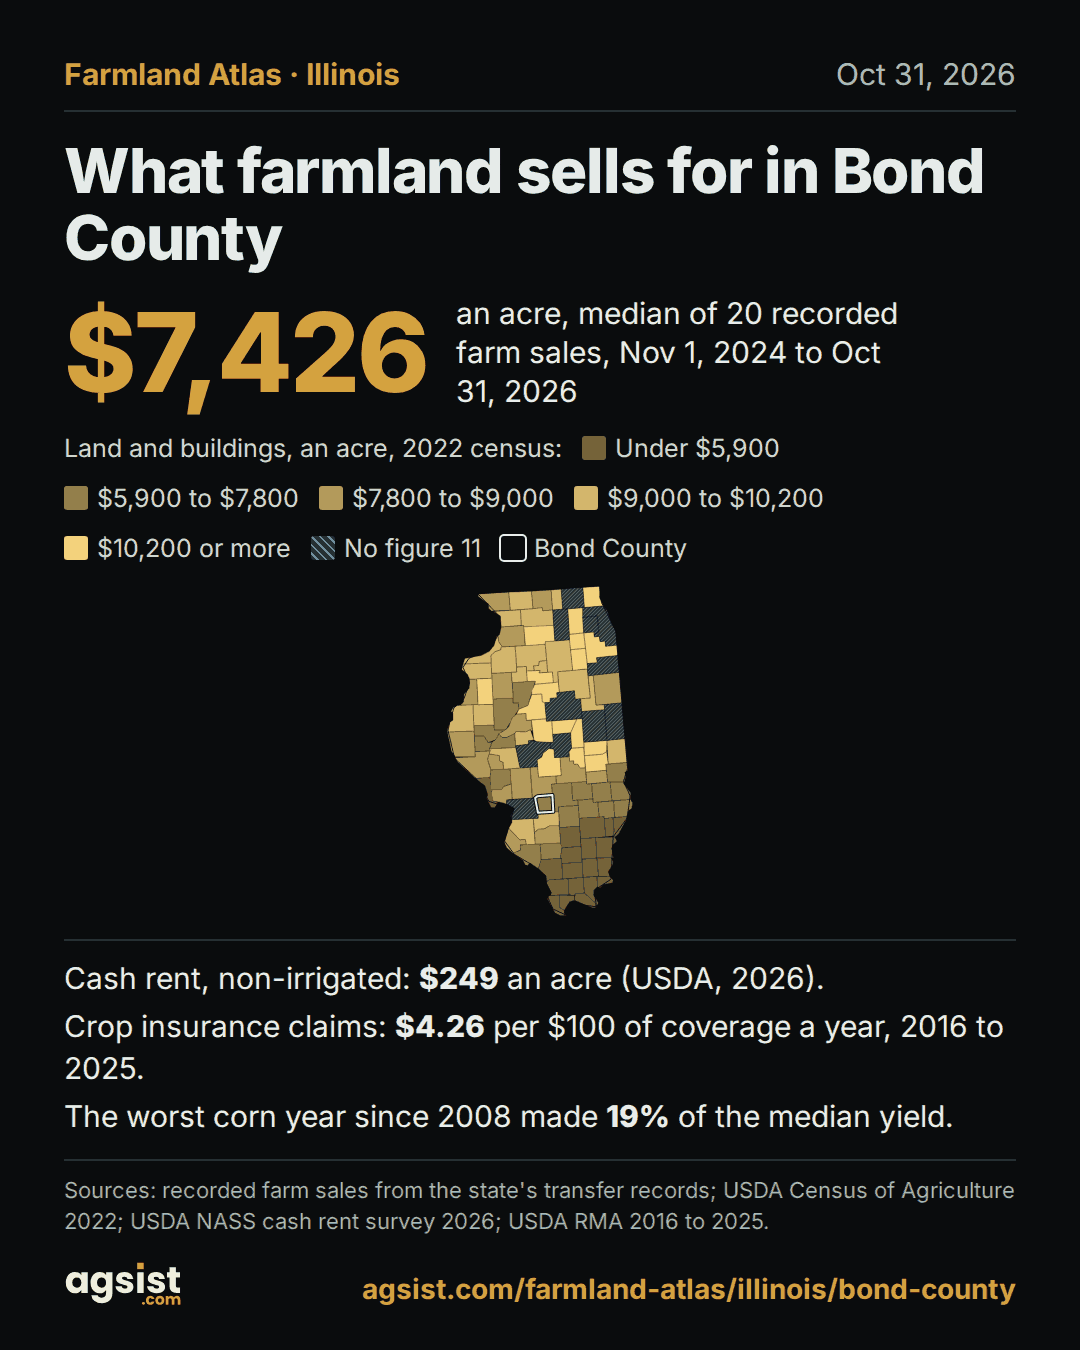 Farmland Atlas · Illinois
Oct 31, 2026
What farmland sells for in Bond
County
$7,426
an acre, median of 20 recorded
farm sales, Nov 1, 2024 to Oct
31, 2026
Land and buildings, an acre, 2022 census: Under $5,900
$5,900 to $7,800 $7,800 to $9,000 $9,000 to $10,200
$10,200 or more No figure 11 Bond County
Cash rent, non-irrigated: $249 an acre (USDA, 2026).
Crop insurance claims: $4.26 per $100 of coverage a year, 2016 to
2025.
The worst corn year since 2008 made 19% of the median yield.
Sources: recorded farm sales from the state's transfer records; USDA Census of Agriculture
2022; USDA NASS cash rent survey 2026; USDA RMA 2016 to 2025.
agsist
.com
agsist.com/farmland-atlas/illinois/bond-county